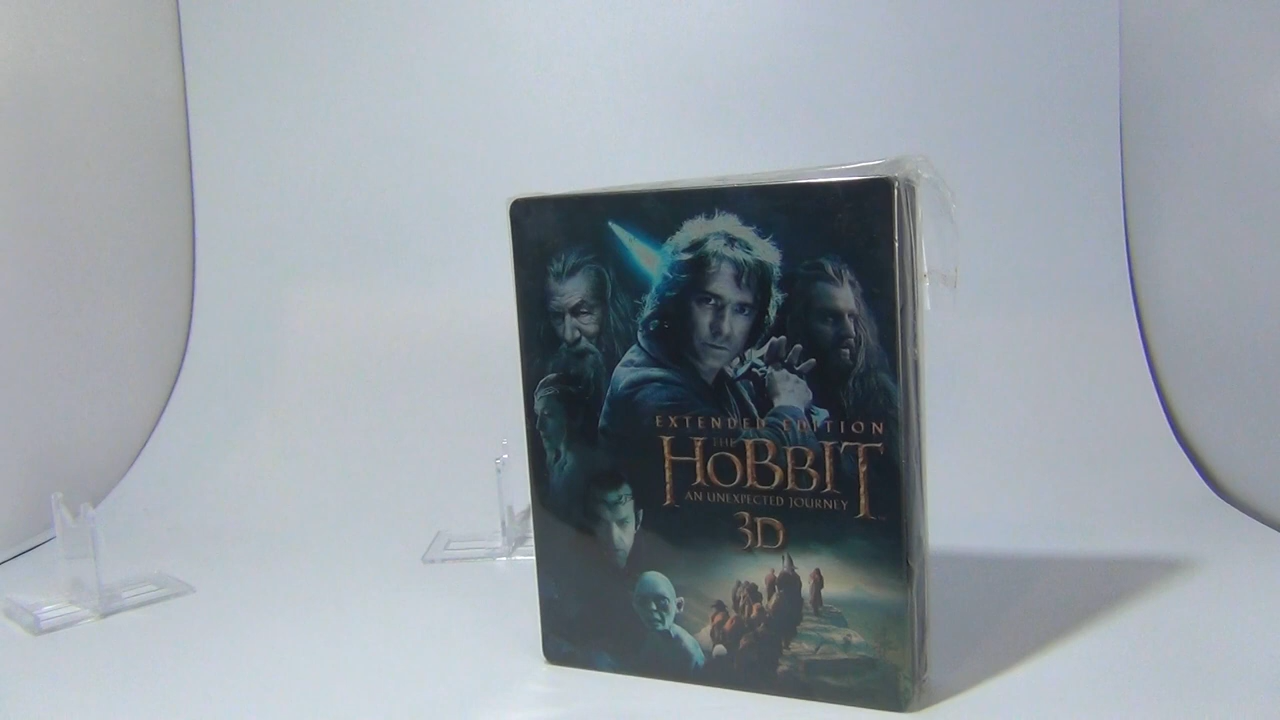 EXTENDED EDITION
THE
HOBBIT
AN UNEXPECTED JOURNEY
3D